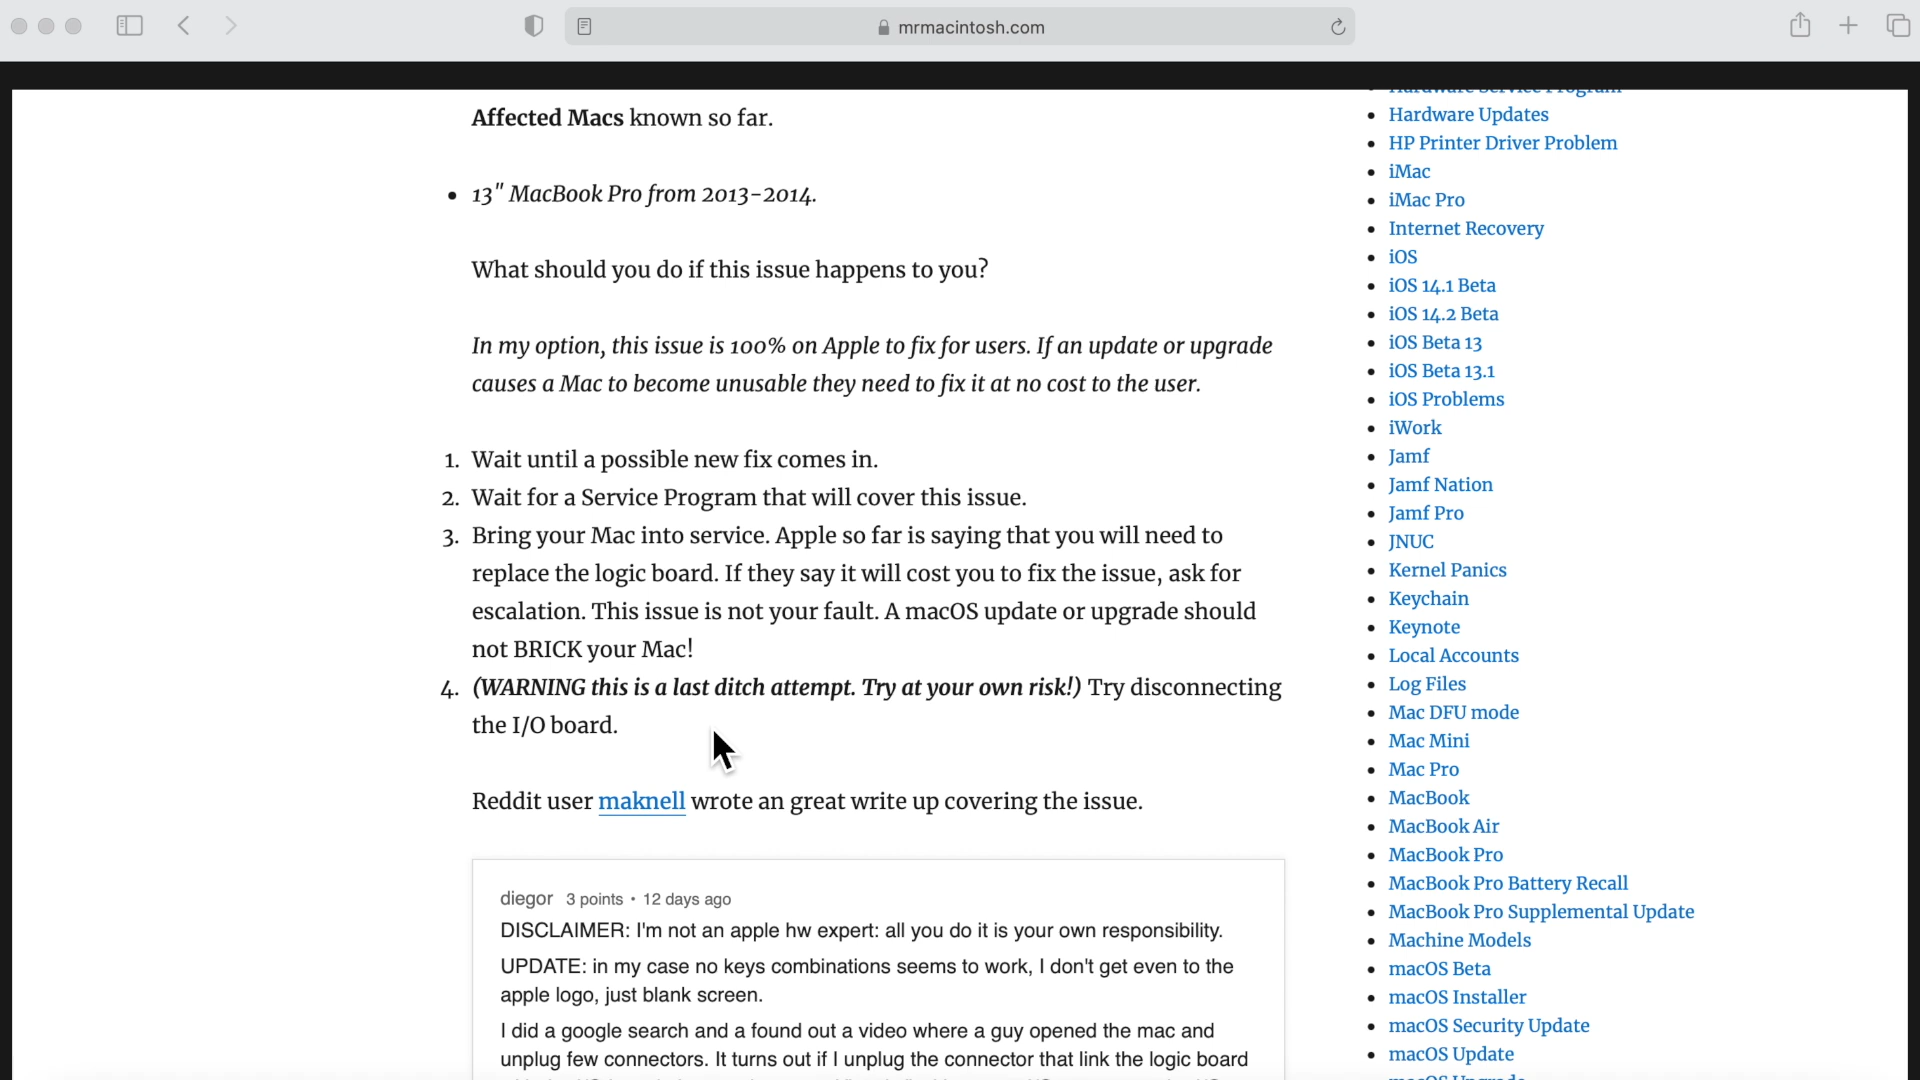 mrmacintosh.com
Affected Macs known so far.
13" MacBook Pro from 2013-2014.
What should you do if this issue happens to you?
In my option, this issue is 100% on Apple to fix for users. If an update or upgrade
causes a Mac to become unusable they need to fix it at no cost to the user.
1. Wait until a possible new fix comes in.
2. Wait for a Service Program that will cover this issue.
3. Bring your Mac into service. Apple so far is saying that you will need to
replace the logic board. If they say it will cost you to fix the issue, ask for
escalation. This issue is not your fault. A macOS update or upgrade should
not BRICK your Mac!
4. (WARNING this is a last ditch attempt. Try at your own risk!) Try disconnecting
the I/O board.
Reddit user maknell wrote an great write up covering the issue.
diegor 3 points • 12 days ago
DISCLAIMER: I'm not an apple hw expert: all you do it is your own responsibility.
UPDATE: in my case no keys combinations seems to work, I don't get even to the
apple logo, just blank screen.
I did a google search and a found out a video where a guy opened the mac and
unplug few connectors. It turns out if I unplug the connector that link the logic board
Hardware Service Program
Hardware Updates
HP Printer Driver Problem
iMac
iMac Pro
Internet Recovery
iOS
iOS 14.1 Beta
iOS 14.2 Beta
iOS Beta 13
iOS Beta 13.1
iOS Problems
iWork
Jamf
Jamf Nation
Jamf Pro
JNUC
Kernel Panics
Keychain
Keynote
Local Accounts
Log Files
Mac DFU mode
Mac Mini
Mac Pro
MacBook
MacBook Air
MacBook Pro
MacBook Pro Battery Recall
MacBook Pro Supplemental Update
Machine Models
macOS Beta
macOS Installer
macOS Security Update
macOS Update
macOS Upgrade